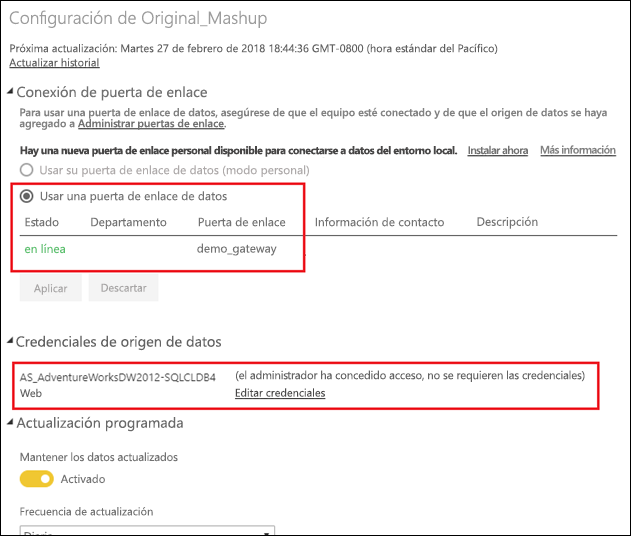 Configuración de Original_Mashup
Próxima actualización: Martes 27 de febrero de 2018 18:44:36 GMT-0800 (hora estándar del Pacífico)
Actualizar historial
Conexión de puerta de enlace
Para usar una puerta de enlace de datos, asegúrese de que el equipo esté conectado y de que el origen de datos se haya
agregado a Administrar puertas de enlace.
Hay una nueva puerta de enlace personal disponible para conectarse a datos del entorno local. Instalar ahora Más información
Usar su puerta de enlace de datos (modo personal)
Usar una puerta de enlace de datos
Estado Departamento Puerta de enlace Información de contacto Descripción
en línea demo_gateway
Aplicar Descartar
Credenciales de origen de datos
AS_AdventureWorksDW2012-SQLCLDB4 (el administrador ha concedido acceso, no se requieren las credenciales)
Web Editar credenciales
Actualización programada
Mantener los datos actualizados
Activado
Frecuencia de actualización